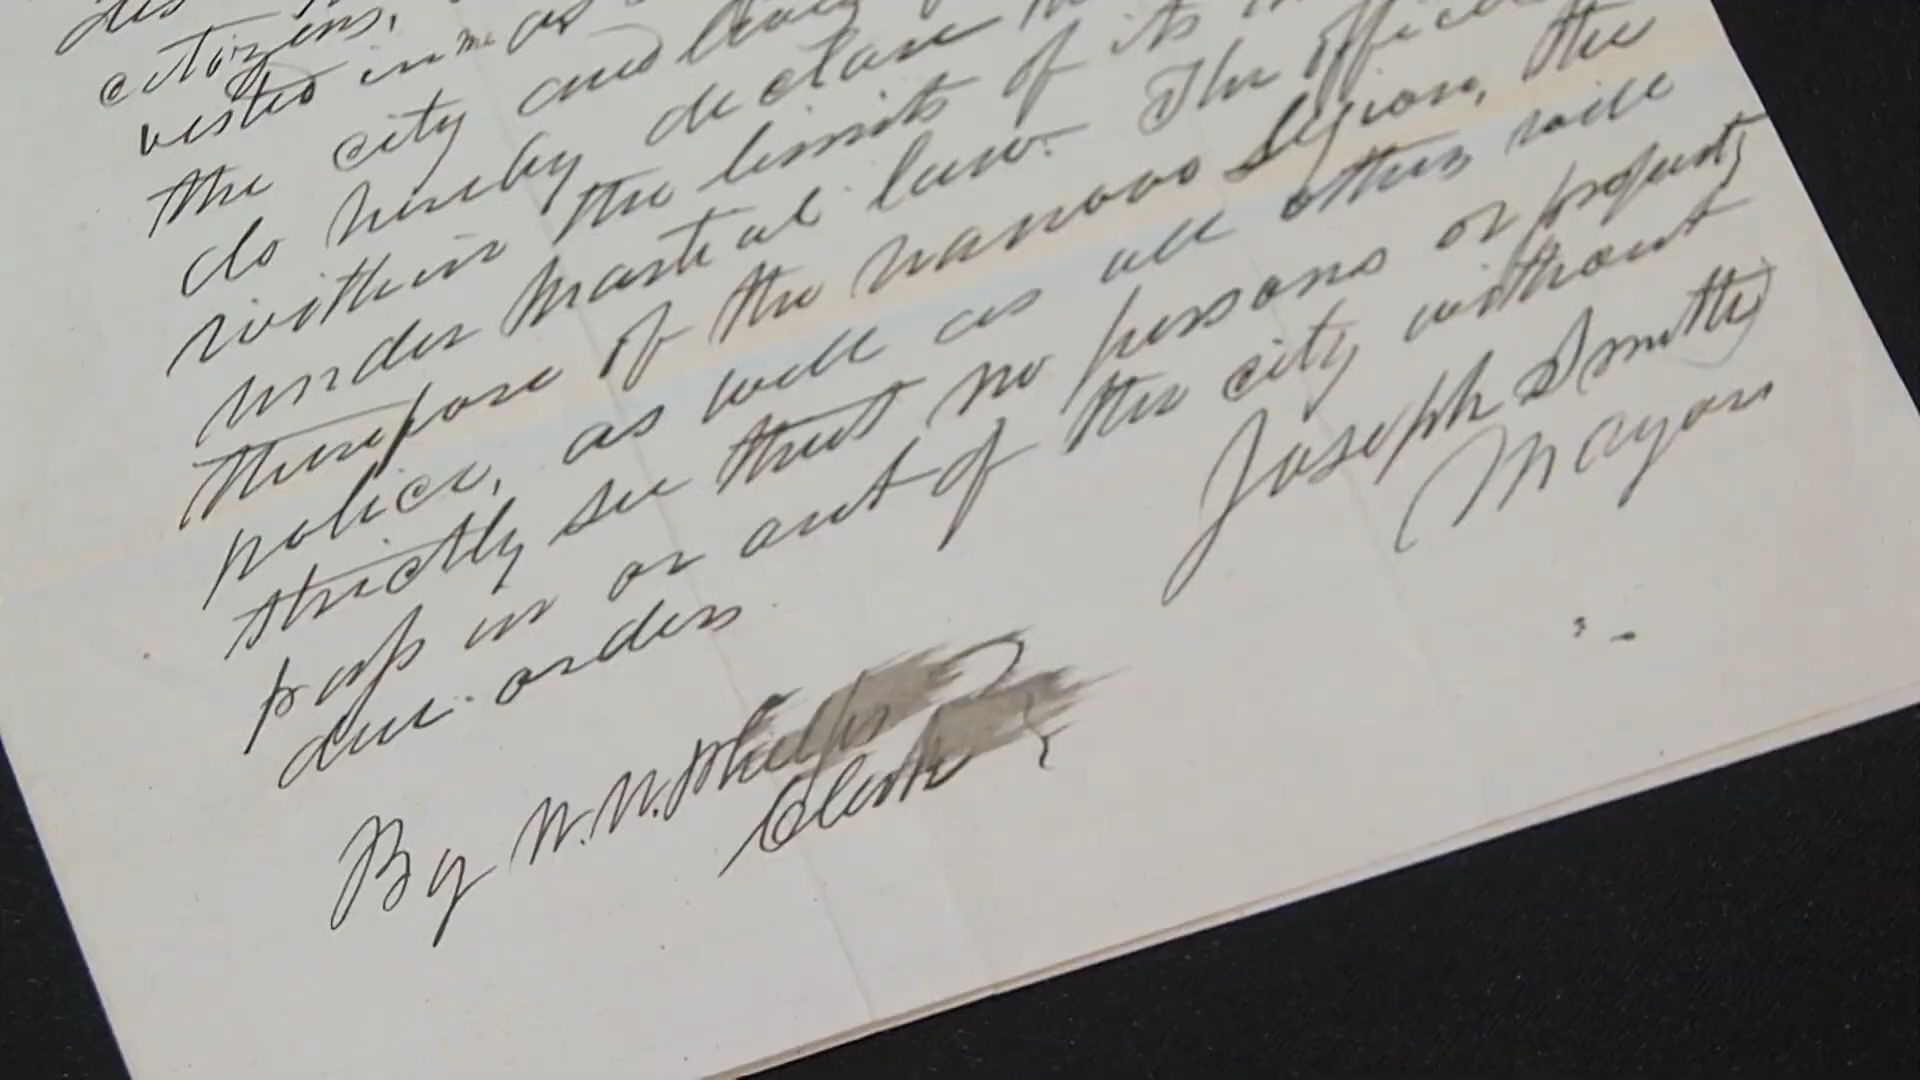 citizens,
vested in me as
the city and
do hereby declare
within the limits of its
under Martial law. The officers
therefore of the nauvoo Legion, the
police, as well as all others will
strictly see that no persons or property
pass in or out of the city without
due orders
Joseph Smith
Mayor
By W. W. Phelps
Clerk